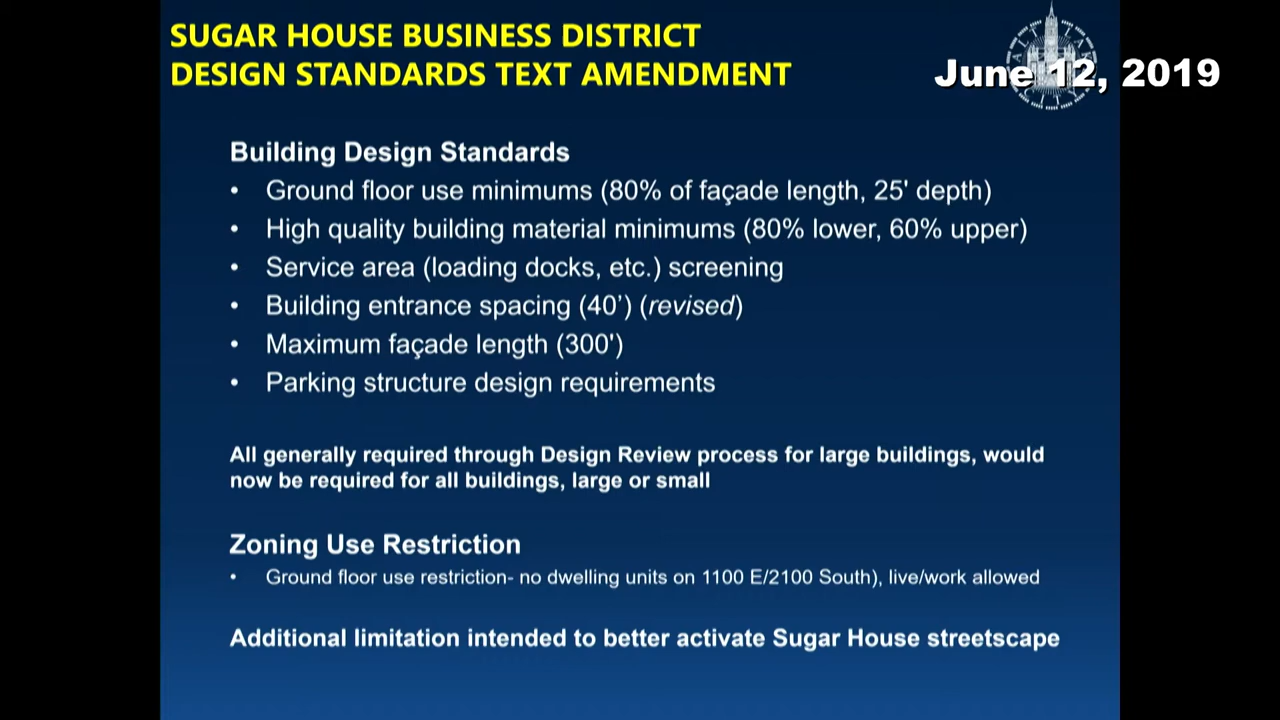 SUGAR HOUSE BUSINESS DISTRICT
DESIGN STANDARDS TEXT AMENDMENT
June 12, 2019
Building Design Standards
• Ground floor use minimums (80% of façade length, 25' depth)
• High quality building material minimums (80% lower, 60% upper)
• Service area (loading docks, etc.) screening
• Building entrance spacing (40’) (revised)
• Maximum façade length (300')
• Parking structure design requirements
All generally required through Design Review process for large buildings, would
now be required for all buildings, large or small
Zoning Use Restriction
• Ground floor use restriction- no dwelling units on 1100 E/2100 South), live/work allowed
Additional limitation intended to better activate Sugar House streetscape